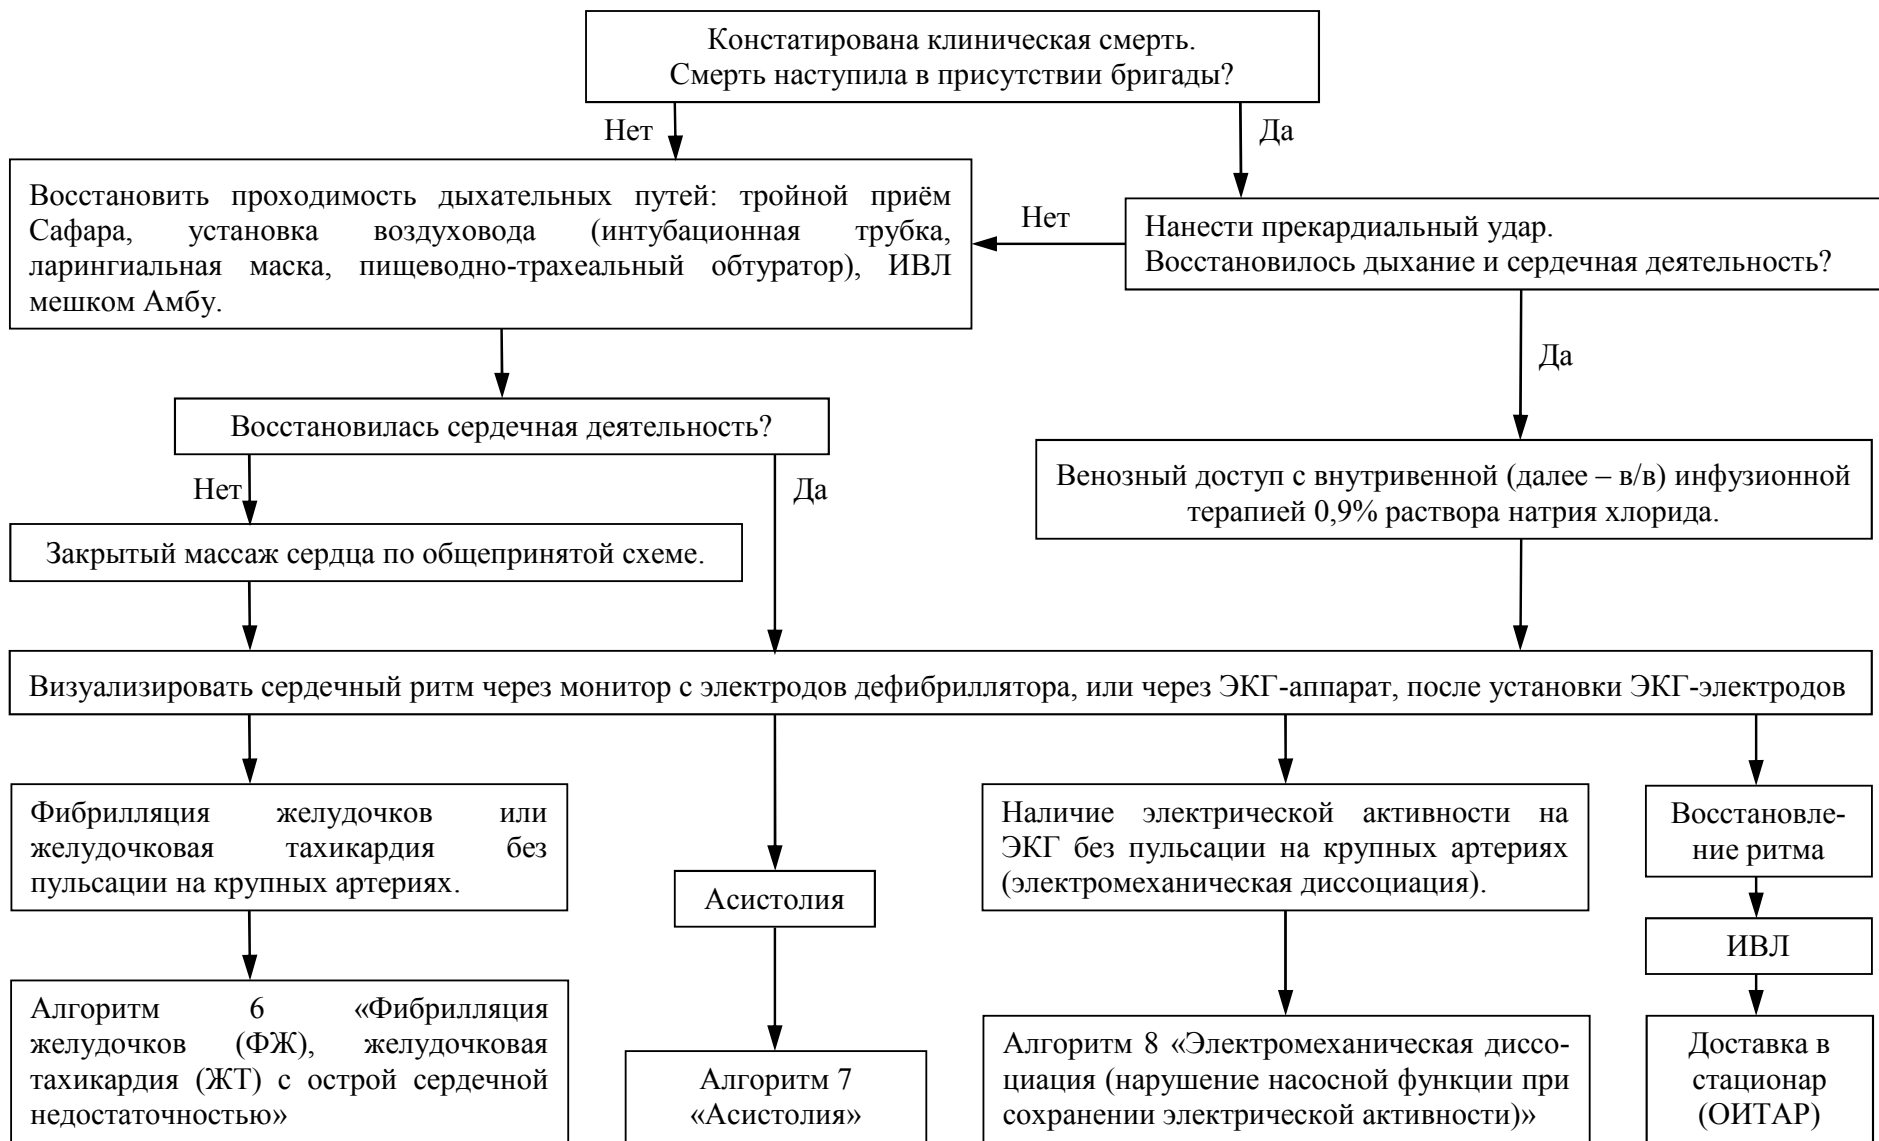 Констатирована клиническая смерть.
Смерть наступила в присутствии бригады?
Нет
Да
Восстановить проходимость дыхательных путей: тройной приём
Сафара, установка воздуховода (интубационная трубка,
ларингиальная маска, пищеводно-трахеальный обтуратор), ИВЛ
мешком Амбу.
Нет
Нанести прекардиальный удар.
Восстановилось дыхание и сердечная деятельность?
Да
Восстановилась сердечная деятельность?
Нет
Да
Венозный доступ с внутривенной (далее – в/в) инфузионной
терапией 0,9% раствора натрия хлорида.
Закрытый массаж сердца по общепринятой схеме.
Визуализировать сердечный ритм через монитор с электродов дефибриллятора, или через ЭКГ-аппарат, после установки ЭКГ-электродов
Фибрилляция желудочков или
желудочковая тахикардия без
пульсации на крупных артериях.
Асистолия
Наличие электрической активности на
ЭКГ без пульсации на крупных артериях
(электромеханическая диссоциация).
Восстановле-
ние ритма
ИВЛ
Алгоритм 6 «Фибрилляция
желудочков (ФЖ), желудочковая
тахикардия (ЖТ) с острой сердечной
недостаточностью»
Алгоритм 7
«Асистолия»
Алгоритм 8 «Электромеханическая диссо-
циация (нарушение насосной функции при
сохранении электрической активности)»
Доставка в
стационар
(ОИТАР)